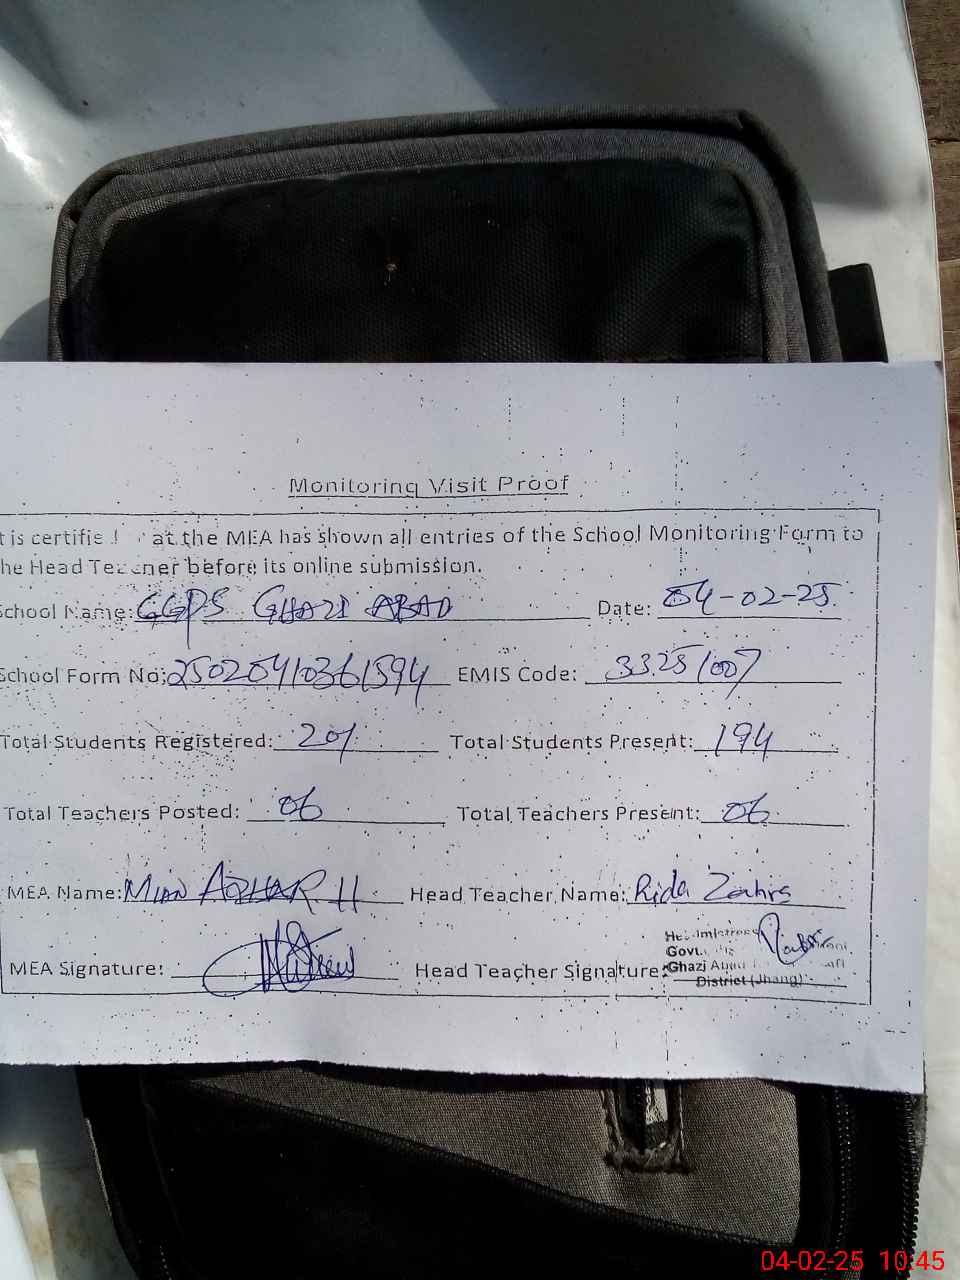 Monitoring Visit Proof
t is certifie at the MEA has shown all entries of the School Monitoring Form to
he Head Teacher before its online submission.
School Name: GGPS GHAZI ABAD Date: 04-02-25
School Form No: 25020410361594 EMIS Code: 33251007
Total Students Registered: 201 Total Students Present: 194
Total Teachers Posted: 06 Total Teachers Present: 06
MEA Name: MIAN AZHAR H Head Teacher Name: Rida Zahra
MEA Signature: Head Teacher Signature:
Govt.
Ghazi Abad
District (Jhang)
04-02-25 10:45